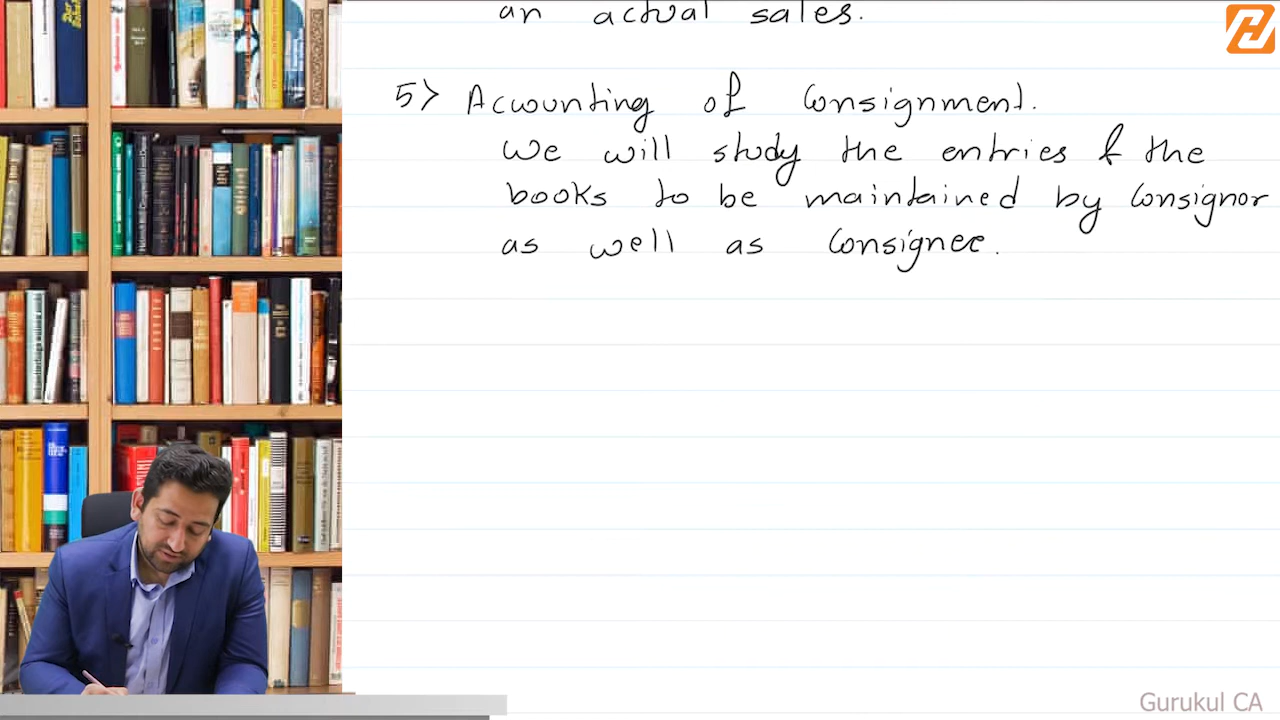 an actual sales.
5> Accounting of Consignment.
We will study the entries & the
books to be maintained by Consignor
as well as Consignee.
Gurukul CA